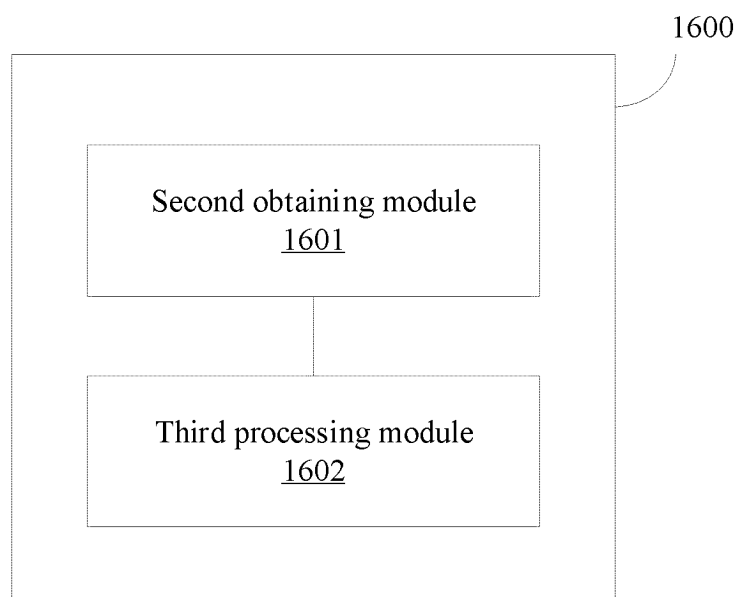 1600
Second obtaining module
1601
Third processing module
1602